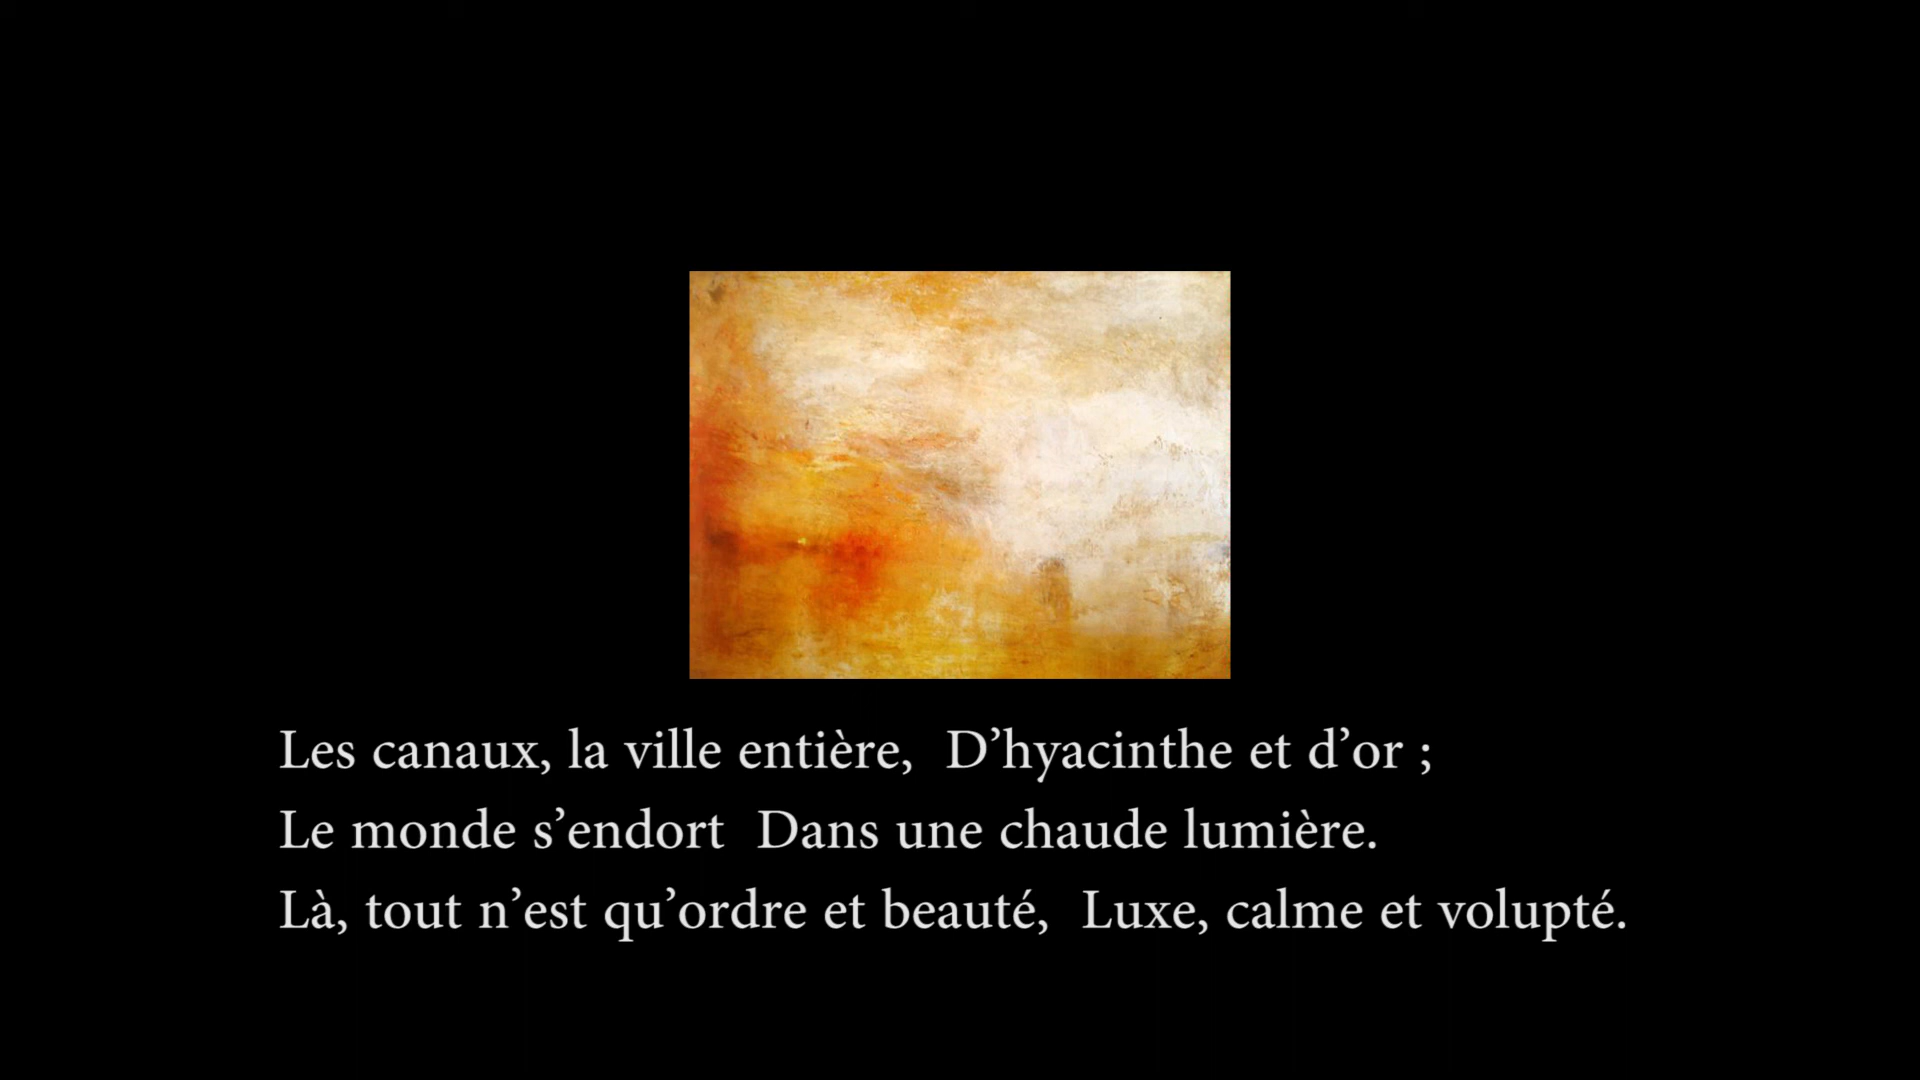 Les canaux, la ville entière,  D’hyacinthe et d’or ;
Le monde s’endort  Dans une chaude lumière.
Là, tout n’est qu’ordre et beauté,  Luxe, calme et volupté.